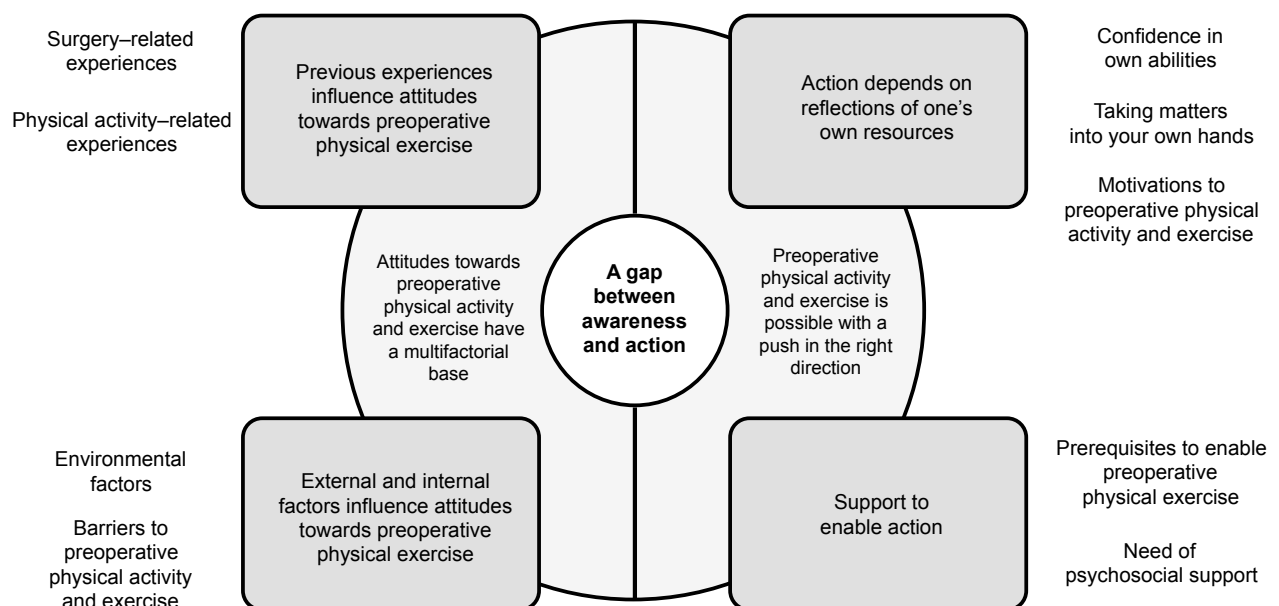 Surgery–related
experiences
Physical activity–related
experiences
Previous experiences
influence attitudes
towards preoperative
physical exercise
Action depends on
reflections of one's
own resources
Confidence in
own abilities
Taking matters
into your own hands
Motivations to
preoperative physical
activity and exercise
Attitudes towards
preoperative
physical activity
and exercise have
a multifactorial
base
A gap
between
awareness
and action
Preoperative
physical activity
and exercise is
possible with a
push in the right
direction
Environmental
factors
Barriers to
preoperative
physical activity
and exercise
External and internal
factors influence attitudes
towards preoperative
physical exercise
Support to
enable action
Prerequisites to enable
preoperative
physical exercise
Need of
psychosocial support